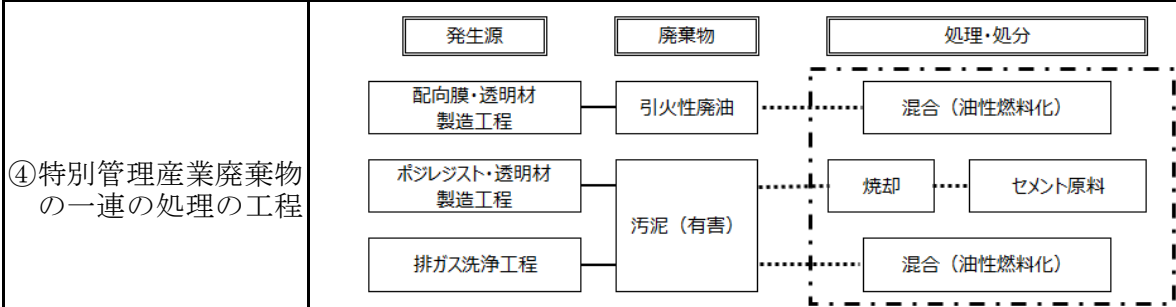 ④特別管理産業廃棄物
の一連の処理の工程
発生源
廃棄物
処理・処分
配向膜・透明材
製造工程
引火性廃油
混合（油性燃料化）
ポジレジスト・透明材
製造工程
汚泥（有害）
焼却
セメント原料
排ガス洗浄工程
混合（油性燃料化）